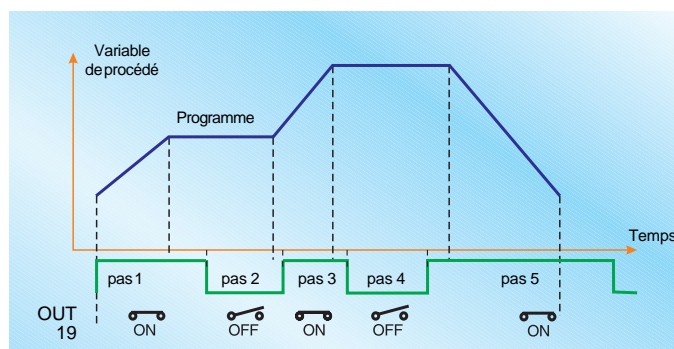 Variable
de procédé
Programme
Temps
pas 1
pas 2
pas 3
pas 4
pas 5
OUT
19
ON
OFF
ON
OFF
ON